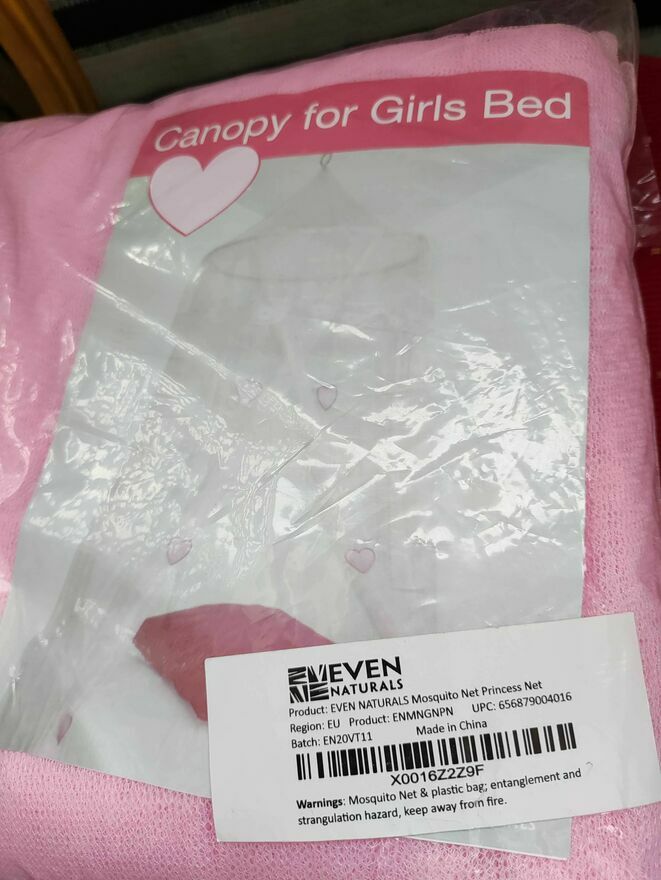 Canopy for Girls Bed
EVEN
NATURALS
Product: EVEN NATURALS Mosquito Net Princess Net
Region: EU Product: ENMNGNPN UPC: 656879004016
Batch: EN20VT11 Made in China
X0016Z2Z9F
Warnings: Mosquito Net & plastic bag; entanglement and
strangulation hazard, keep away from fire.